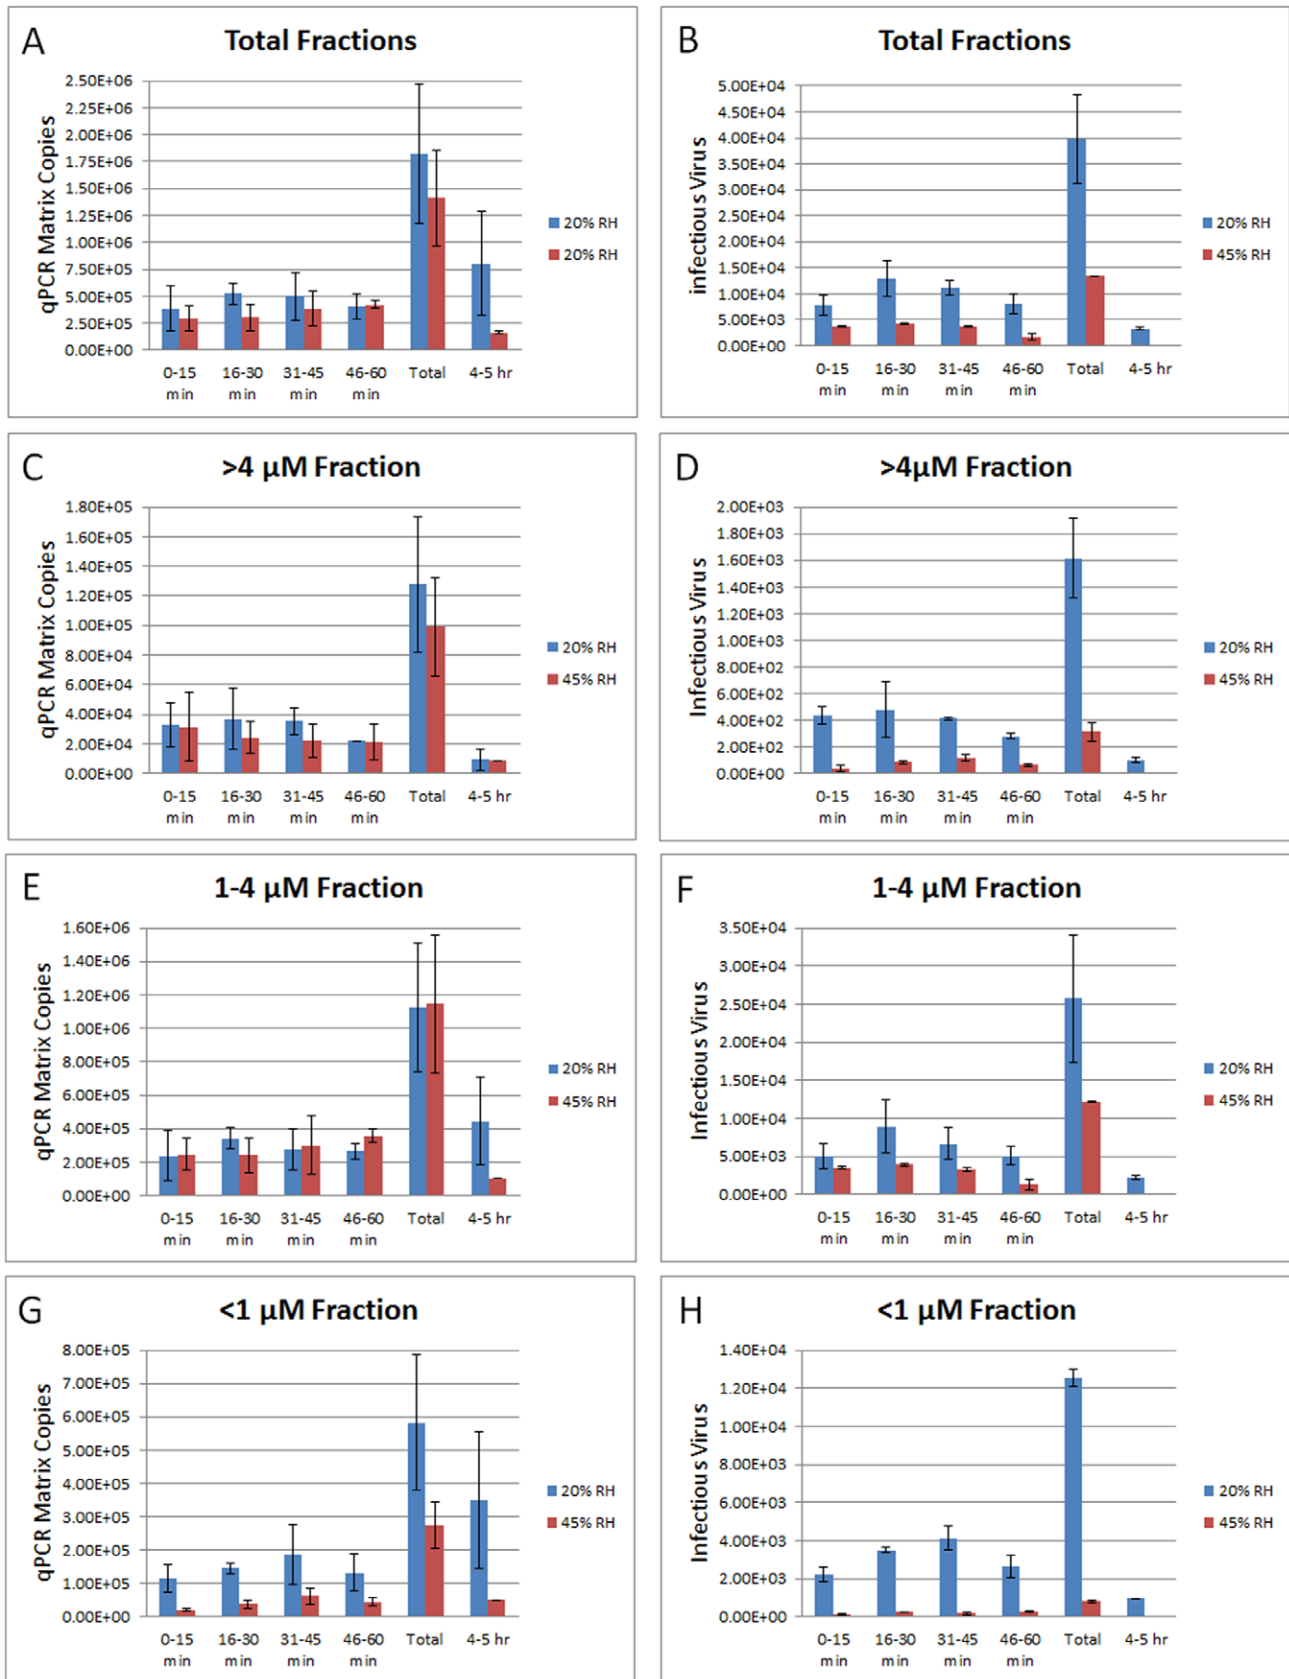 A
Total Fractions
qPCR Matrix Copies
2.50E+06
2.25E+06
2.00E+06
1.75E+06
1.50E+06
1.25E+06
1.00E+06
7.50E+05
5.00E+05
2.50E+05
0.00E+00
0-15 16-30 31-45 46-60 Total 4-5 hr
min min min min
20% RH
20% RH
B
Total Fractions
infectious Virus
5.00E+04
4.50E+04
4.00E+04
3.50E+04
3.00E+04
2.50E+04
2.00E+04
1.50E+04
1.00E+04
5.00E+03
0.00E+00
0-15 16-30 31-45 46-60 Total 4-5 hr
min min min min
20% RH
45% RH
C
>4 μM Fraction
qPCR Matrix Copies
1.80E+05
1.60E+05
1.40E+05
1.20E+05
1.00E+05
8.00E+04
6.00E+04
4.00E+04
2.00E+04
0.00E+00
0-15 16-30 31-45 46-60 Total 4-5 hr
min min min min
20% RH
45% RH
D
>4μM Fraction
Infectious Virus
2.00E+03
1.80E+03
1.60E+03
1.40E+03
1.20E+03
1.00E+03
8.00E+02
6.00E+02
4.00E+02
2.00E+02
0.00E+00
0-15 16-30 31-45 46-60 Total 4-5 hr
min min min min
20% RH
45% RH
E
1-4 μM Fraction
qPCR Matrix Copies
1.60E+06
1.40E+06
1.20E+06
1.00E+06
8.00E+05
6.00E+05
4.00E+05
2.00E+05
0.00E+00
0-15 16-30 31-45 46-60 Total 4-5 hr
min min min min
20% RH
45% RH
F
1-4 μM Fraction
Infectious Virus
3.50E+04
3.00E+04
2.50E+04
2.00E+04
1.50E+04
1.00E+04
5.00E+03
0.00E+00
0-15 16-30 31-45 46-60 Total 4-5 hr
min min min min
20% RH
45% RH
G
<1 μM Fraction
qPCR Matrix Copies
8.00E+05
7.00E+05
6.00E+05
5.00E+05
4.00E+05
3.00E+05
2.00E+05
1.00E+05
0.00E+00
0-15 16-30 31-45 46-60 Total 4-5 hr
min min min min
20% RH
45% RH
H
<1 μM Fraction
Infectious Virus
1.40E+04
1.20E+04
1.00E+04
8.00E+03
6.00E+03
4.00E+03
2.00E+03
0.00E+00
0-15 16-30 31-45 46-60 Total 4-5 hr
min min min min
20% RH
45% RH